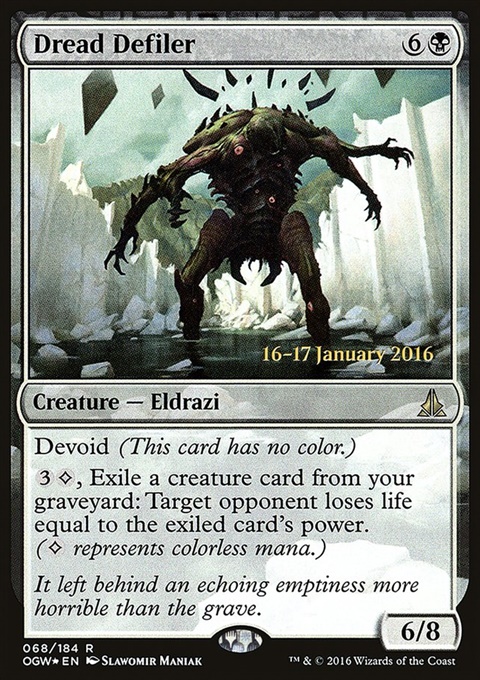 Dread Defiler 6
16–17 January 2016
Creature — Eldrazi
Devoid (This card has no color.)
3◇, Exile a creature card from your
graveyard: Target opponent loses life
equal to the exiled card's power.
(◇ represents colorless mana.)
It left behind an echoing emptiness more
horrible than the grave.
6/8
068/184 R
OGW★EN Slawomir Maniak
™ & © 2016 Wizards of the Coast